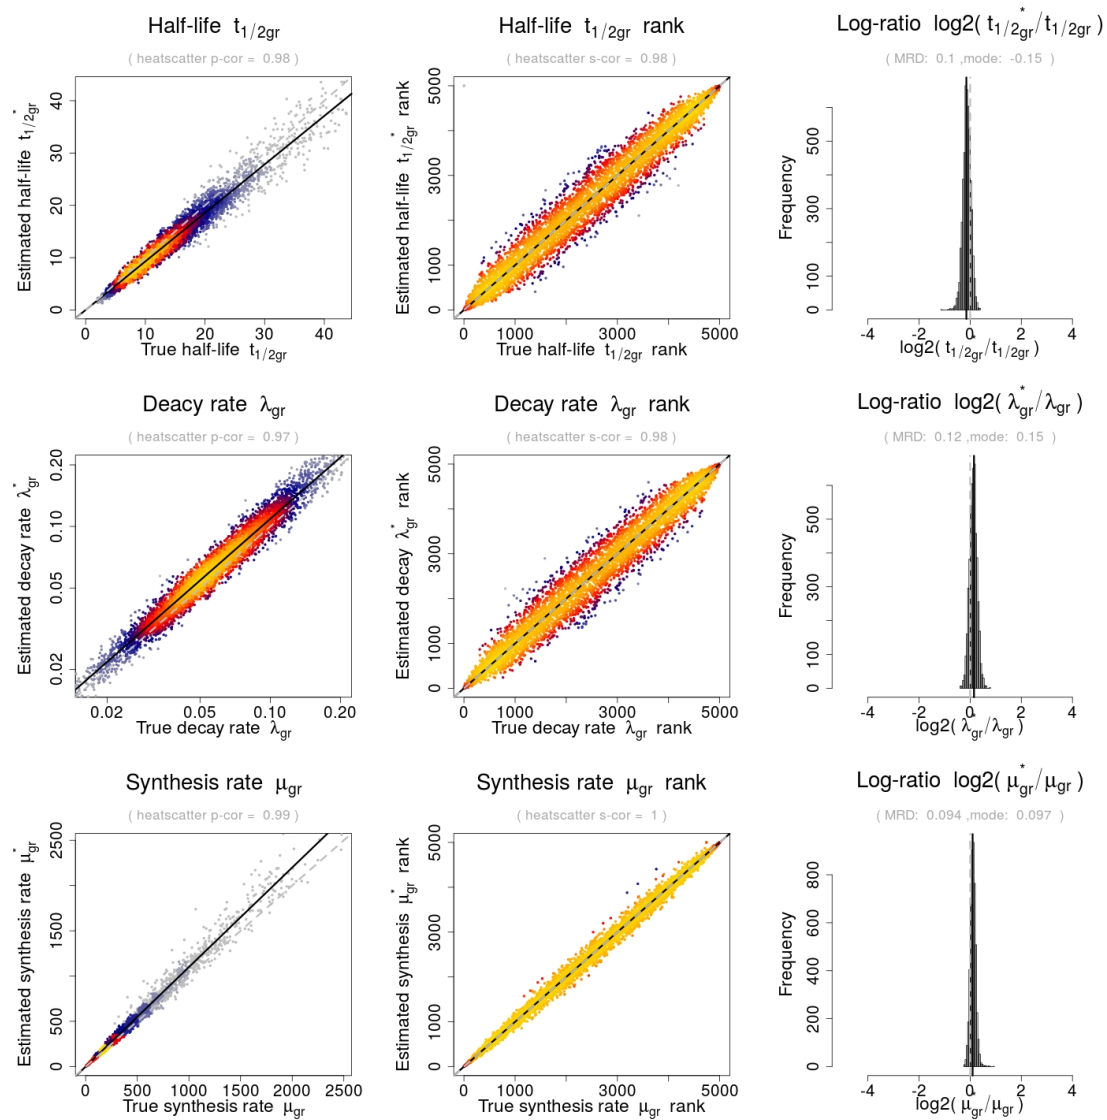 Half-life t1/2gr
( heatscatter p-cor = 0.98 )
Estimated half-life t*1/2gr
40
30
20
10
0
0 10 20 30 40
True half-life t1/2gr
Half-life t1/2gr rank
( heatscatter s-cor = 0.98 )
Estimated half-life t*1/2gr rank
5000
3000
1000
0
0 1000 3000 5000
True half-life t1/2gr rank
Log-ratio log2( t*1/2gr/t1/2gr )
( MRD: 0.1 ,mode: -0.15 )
Frequency
500
300
100
0
-4 -2 0 2 4
log2( t*1/2gr/t1/2gr )
Deacy rate λgr
( heatscatter p-cor = 0.97 )
Estimated decay rate λ*gr
0.20
0.10
0.05
0.02
0.02 0.05 0.10 0.20
True decay rate λgr
Decay rate λgr rank
( heatscatter s-cor = 0.98 )
Estimated decay λ*gr rank
5000
3000
1000
0
0 1000 3000 5000
True decay rate λgr rank
Log-ratio log2( λ*gr/λgr )
( MRD: 0.12 ,mode: 0.15 )
Frequency
500
300
100
0
-4 -2 0 2 4
log2( λ*gr/λgr )
Synthesis rate μgr
( heatscatter p-cor = 0.99 )
Estimated synthesis rate μ*gr
2500
1500
500
0
0 500 1000 1500 2000 2500
True synthesis rate μgr
Synthesis rate μgr rank
( heatscatter s-cor = 1 )
Estimated synthesis rate μ*gr rank
5000
3000
1000
0
0 1000 3000 5000
True synthesis rate μgr rank
Log-ratio log2( μ*gr/μgr )
( MRD: 0.094 ,mode: 0.097 )
Frequency
800
600
400
200
0
-4 -2 0 2 4
log2( μ*gr/μgr )